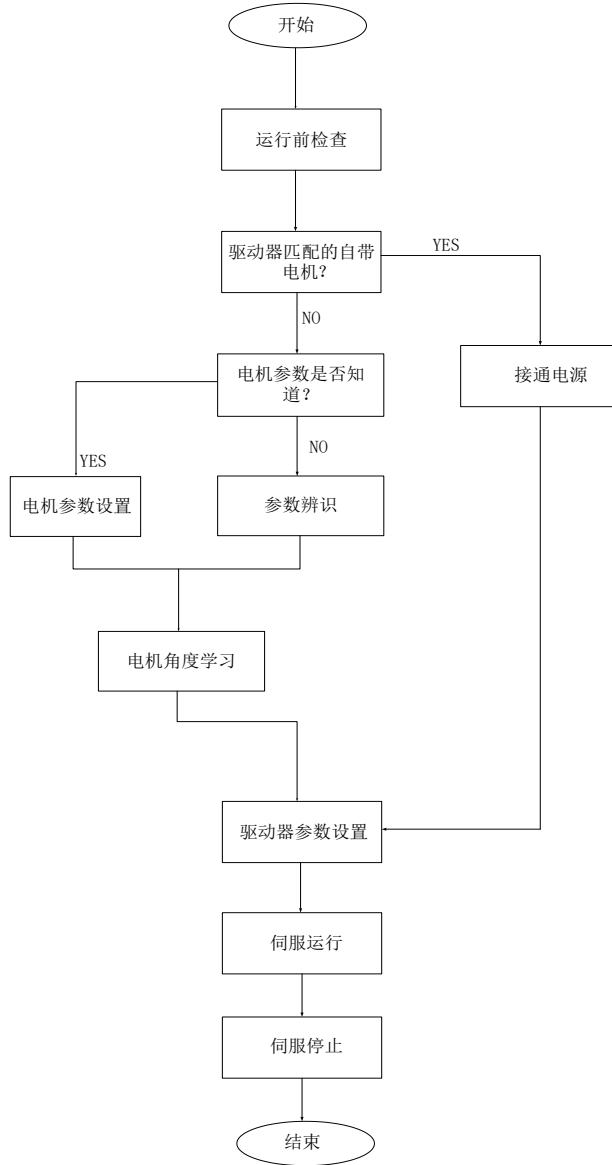 开始
运行前检查
驱动器匹配的自带
电机？
YES
NO
电机参数是否知
道？
接通电源
YES
NO
电机参数设置
参数辨识
电机角度学习
驱动器参数设置
伺服运行
伺服停止
结束